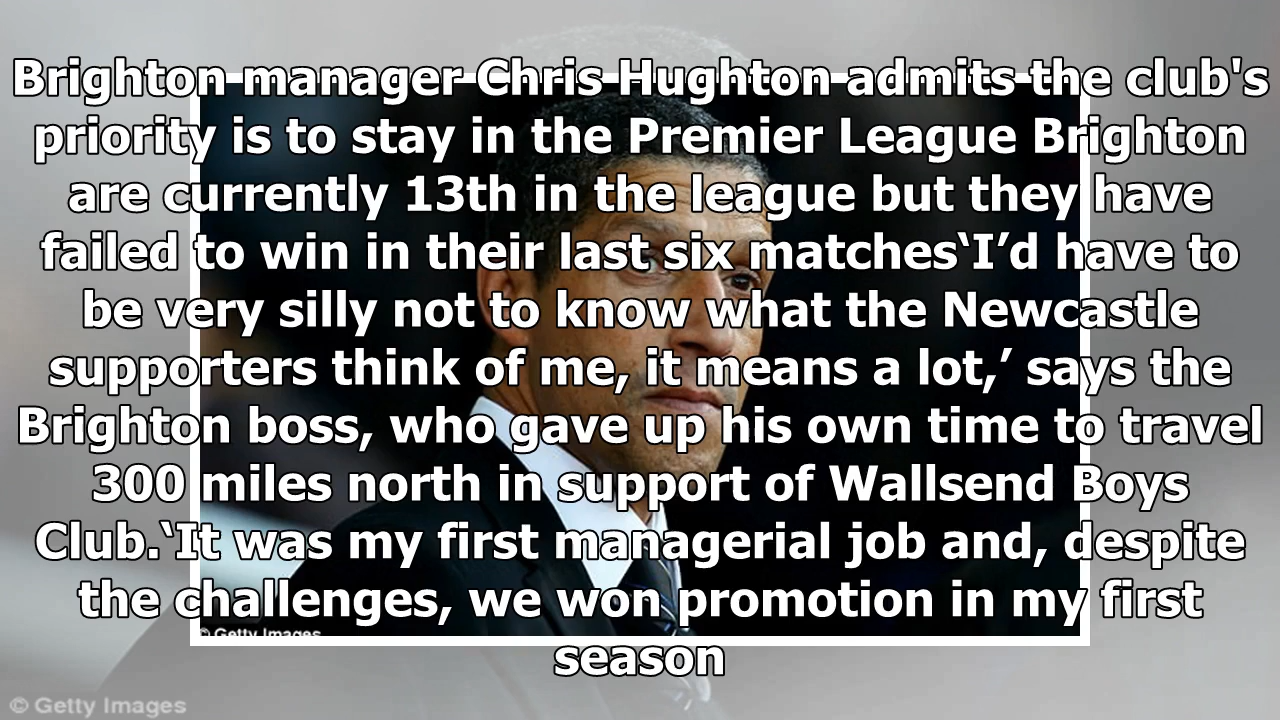 Brighton manager Chris Hughton admits the club's
priority is to stay in the Premier League Brighton
are currently 13th in the league but they have
failed to win in their last six matches‘I’d have to
be very silly not to know what the Newcastle
supporters think of me, it means a lot,’ says the
Brighton boss, who gave up his own time to travel
300 miles north in support of Wallsend Boys
Club.‘It was my first managerial job and, despite
the challenges, we won promotion in my first
season
© Getty Images
© Getty Images